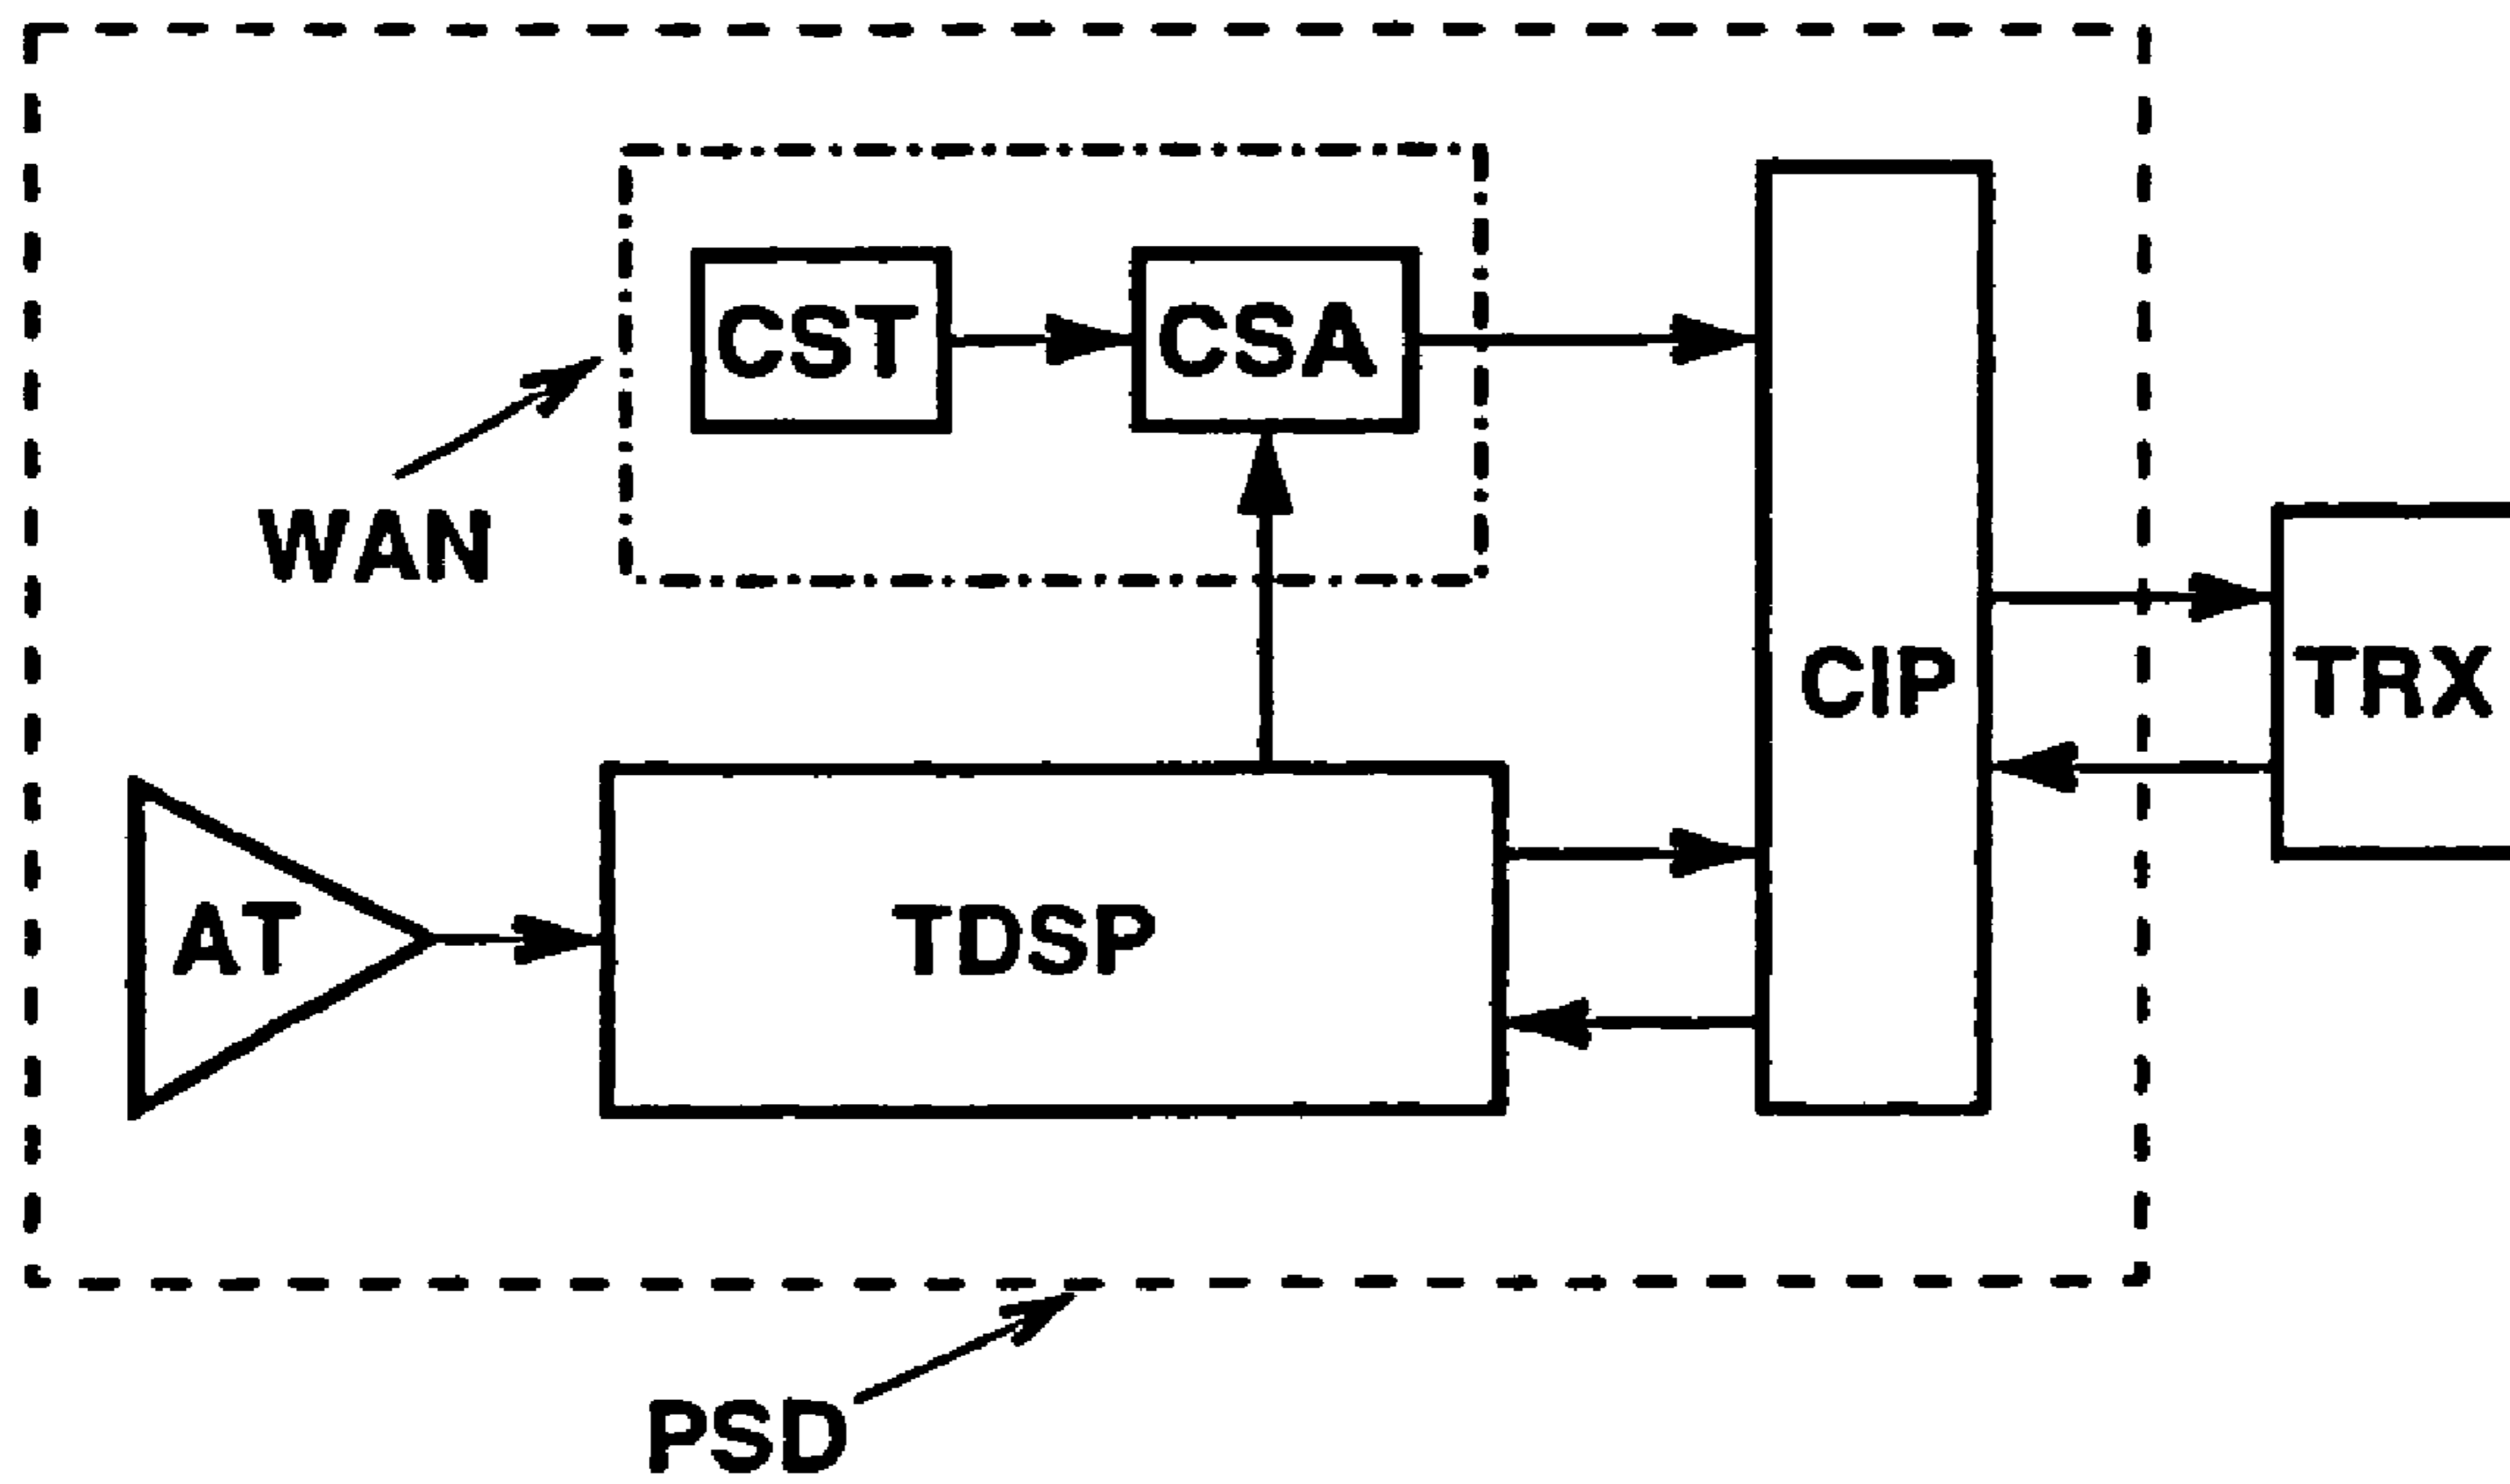 CST
CSA
WAN
CIP
TRX
AT
TDSP
PSD